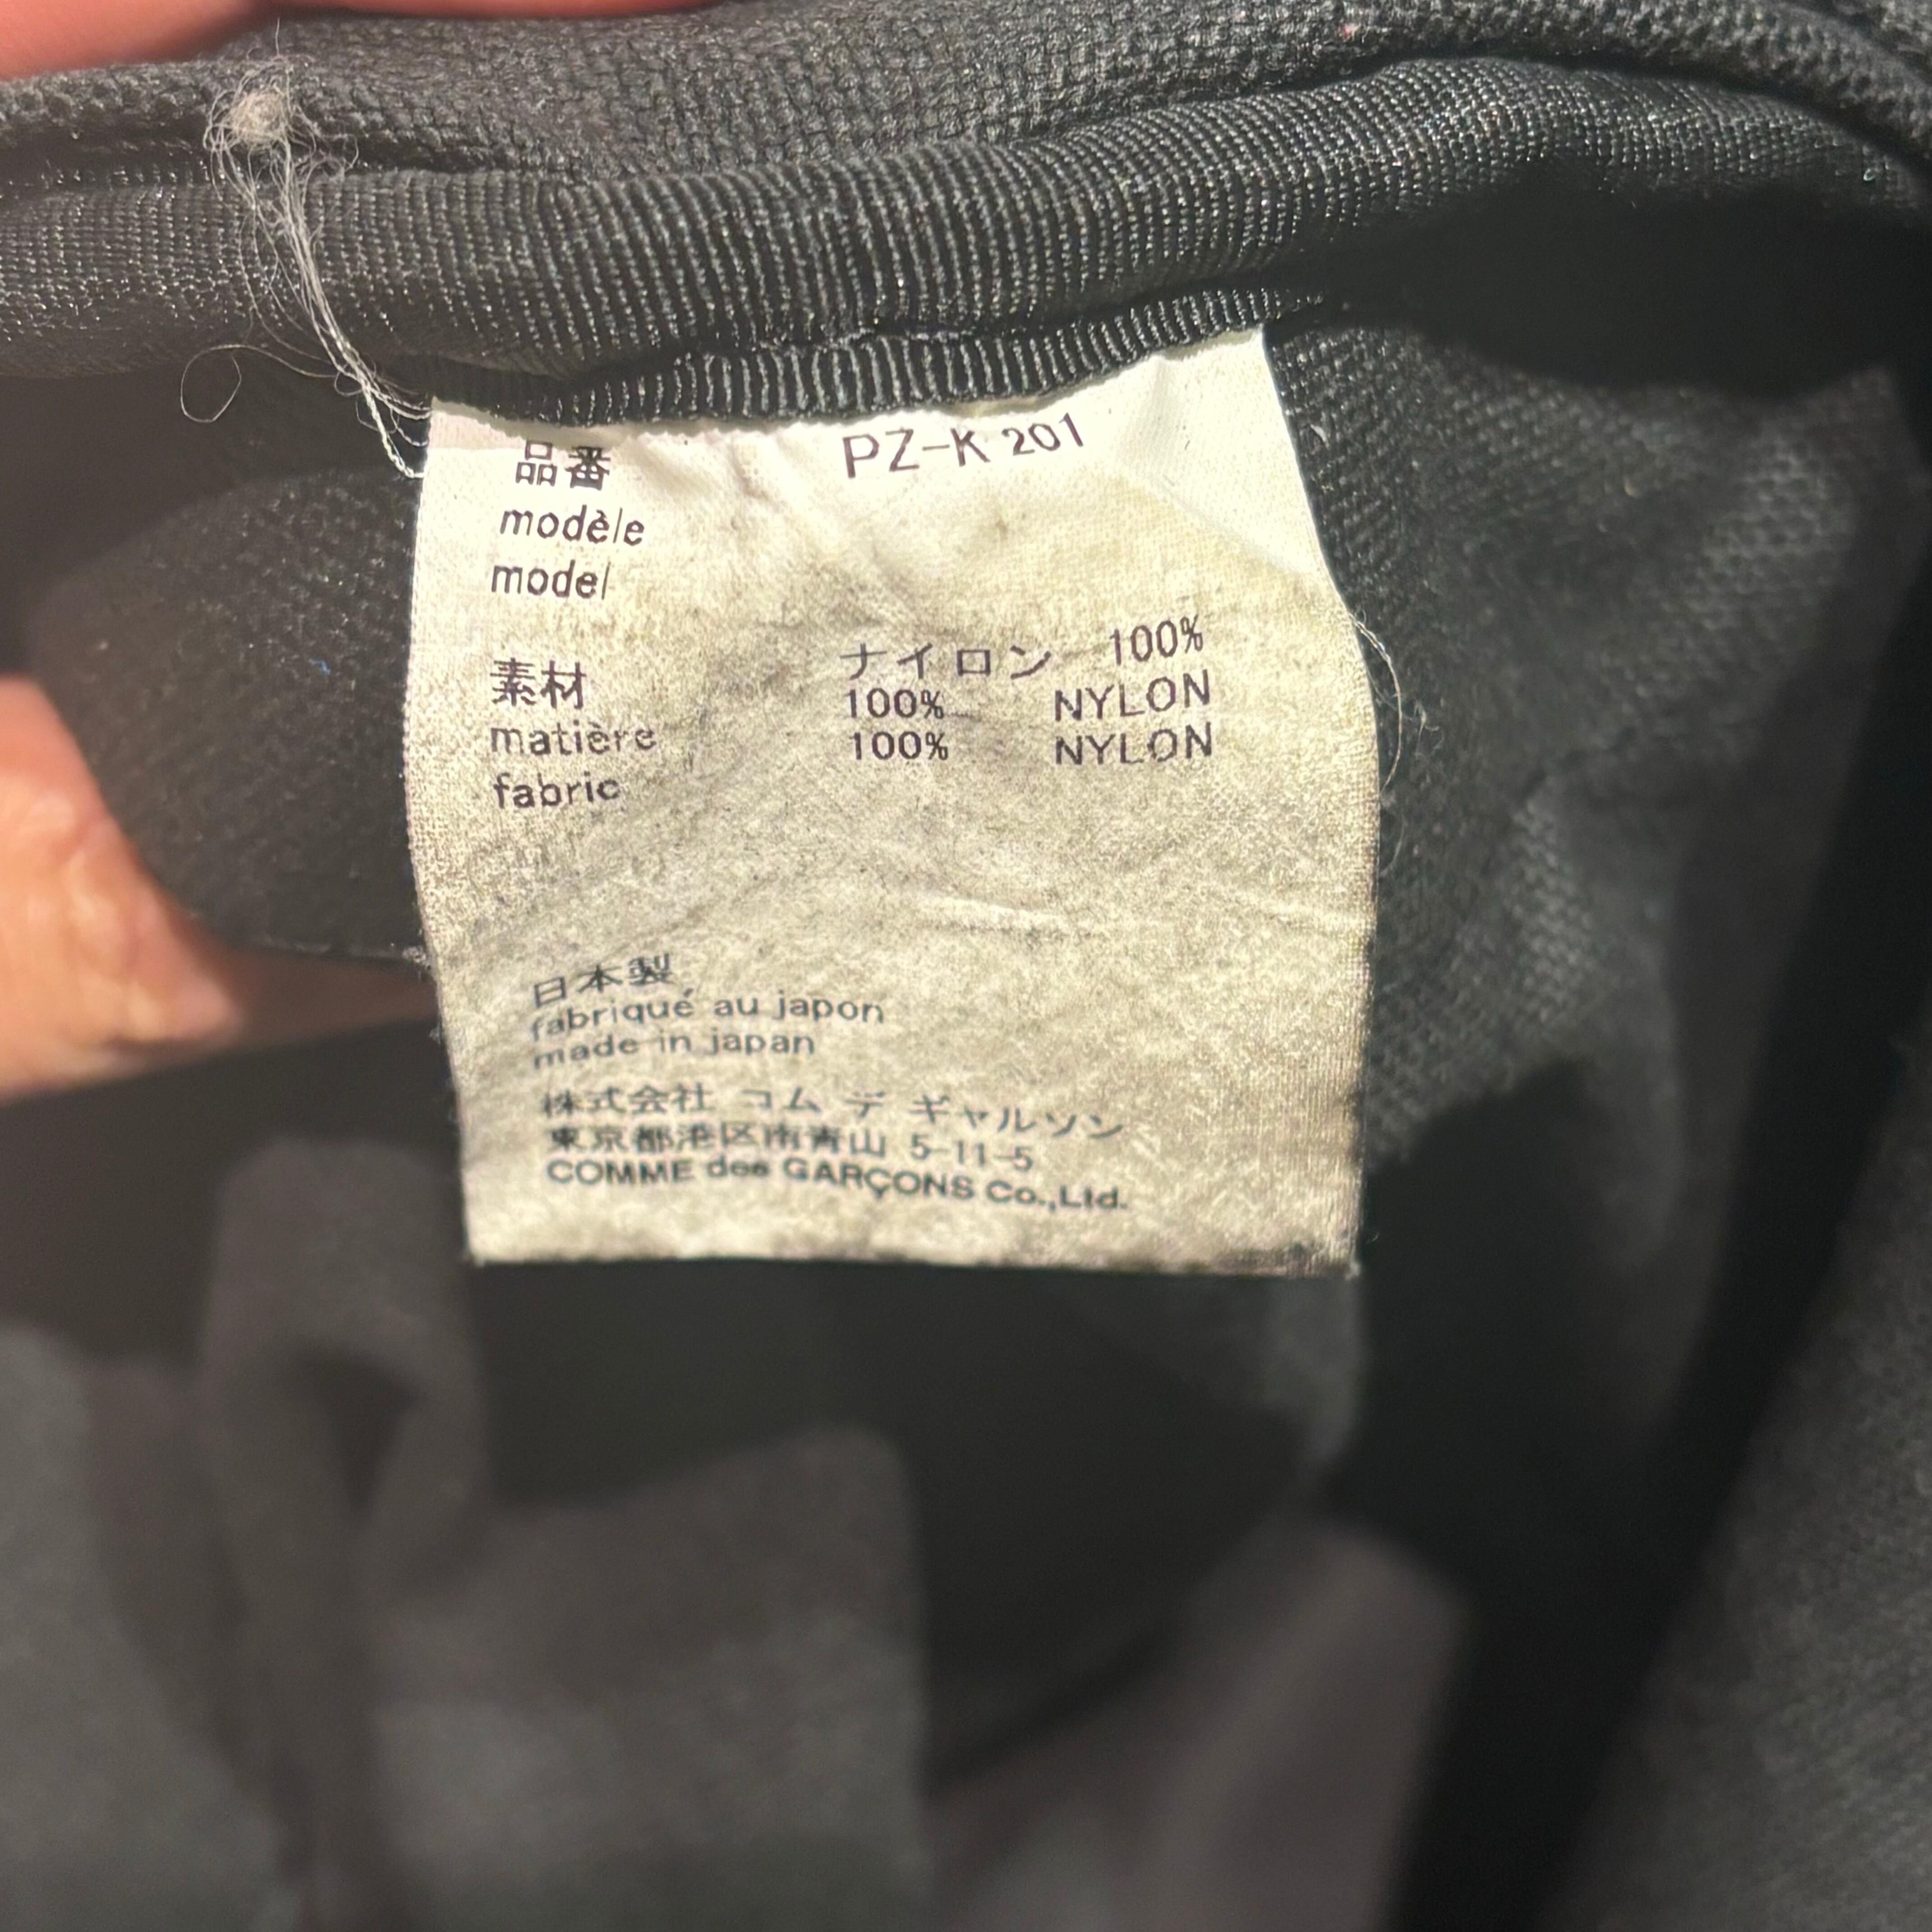 品番 PZ-K 201
modèle
model
素材 ナイロン 100%
100% NYLON
matière 100% NYLON
fabric
日本製
fabriqué au japon
made in japan
株式会社 コム デ ギャルソン
東京都港区南青山 5-11-5
COMME des GARÇONS Co.,Ltd.